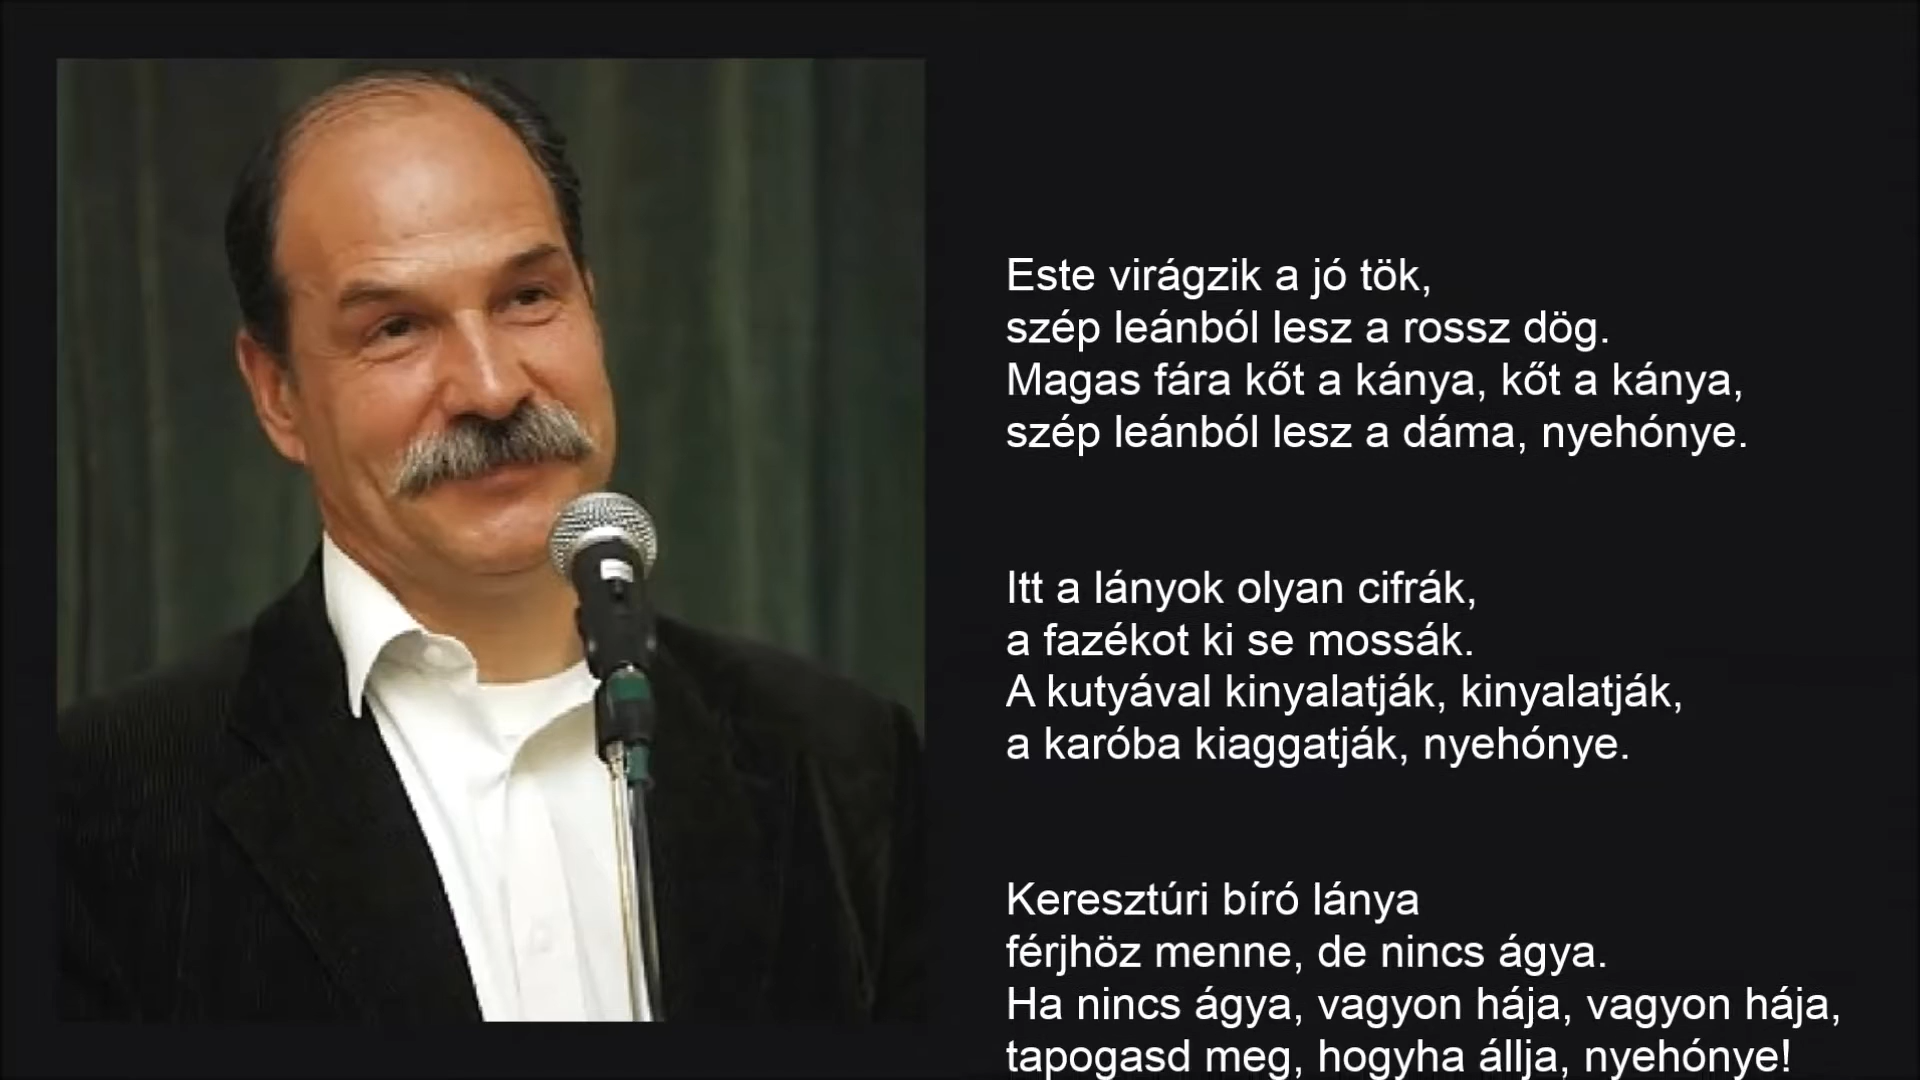 Este virágzik a jó tök,
szép leánból lesz a rossz dög.
Magas fára kőt a kánya, kőt a kánya,
szép leánból lesz a dáma, nyehónye.
Itt a lányok olyan cifrák,
a fazékot ki se mossák.
A kutyával kinyalatják, kinyalatják,
a karóba kiaggatják, nyehónye.
Keresztúri bíró lánya
férjhöz menne, de nincs ágya.
Ha nincs ágya, vagyon hája, vagyon hája,
tapogasd meg, hogyha állja, nyehónye!